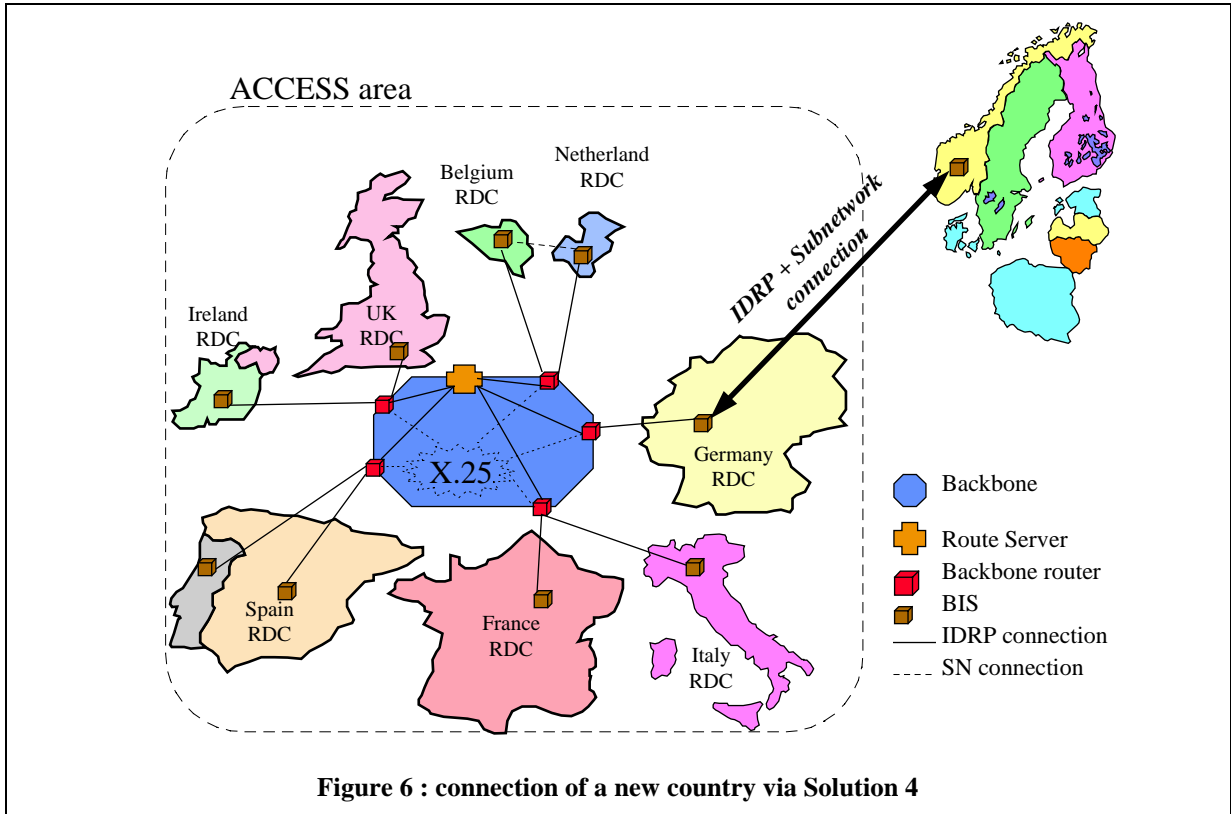 ACCESS area
Belgium
RDC
Netherland
RDC
IDRP + Subnetwork
connection
Ireland
RDC
UK
RDC
X.25
Germany
RDC
Spain
RDC
France
RDC
Italy
RDC
Backbone
Route Server
Backbone router
BIS
IDRP connection
SN connection
Figure 6 : connection of a new country via Solution 4